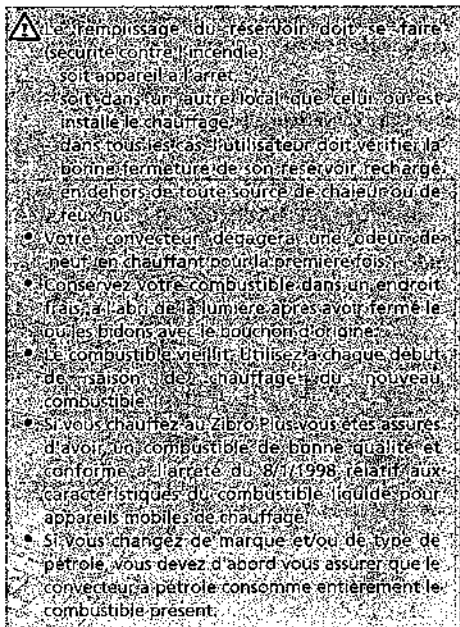 Le remplissage du réservoir doit se faire
(sécurité contre l'incendie)
- soit appareil à l'arrêt
- soit dans un autre local que celui où est
installé le chauffage
- dans tous les cas l'utilisateur doit vérifier la
bonne fermeture de son réservoir rechargé
en dehors de toute source de chaleur ou de
feux nus.
• Votre convecteur dégagera une odeur de
neuf en chauffant pour la première fois.
• Conservez votre combustible dans un endroit
frais, à l'abri de la lumière après avoir fermé le
ou les bidons avec le bouchon d'origine.
• Le combustible vieillit. Utilisez à chaque début
de saison de chauffage du nouveau
combustible.
• Si vous chauffez au Zibro Plus vous êtes assurés
d'avoir un combustible de bonne qualité et
conforme à l'arrêté du 8/1/1998 relatif aux
caractéristiques du combustible liquide pour
appareils mobiles de chauffage.
• Si vous changez de marque et/ou de type de
pétrole, vous devez d'abord vous assurer que le
convecteur à pétrole consomme entièrement le
combustible présent.